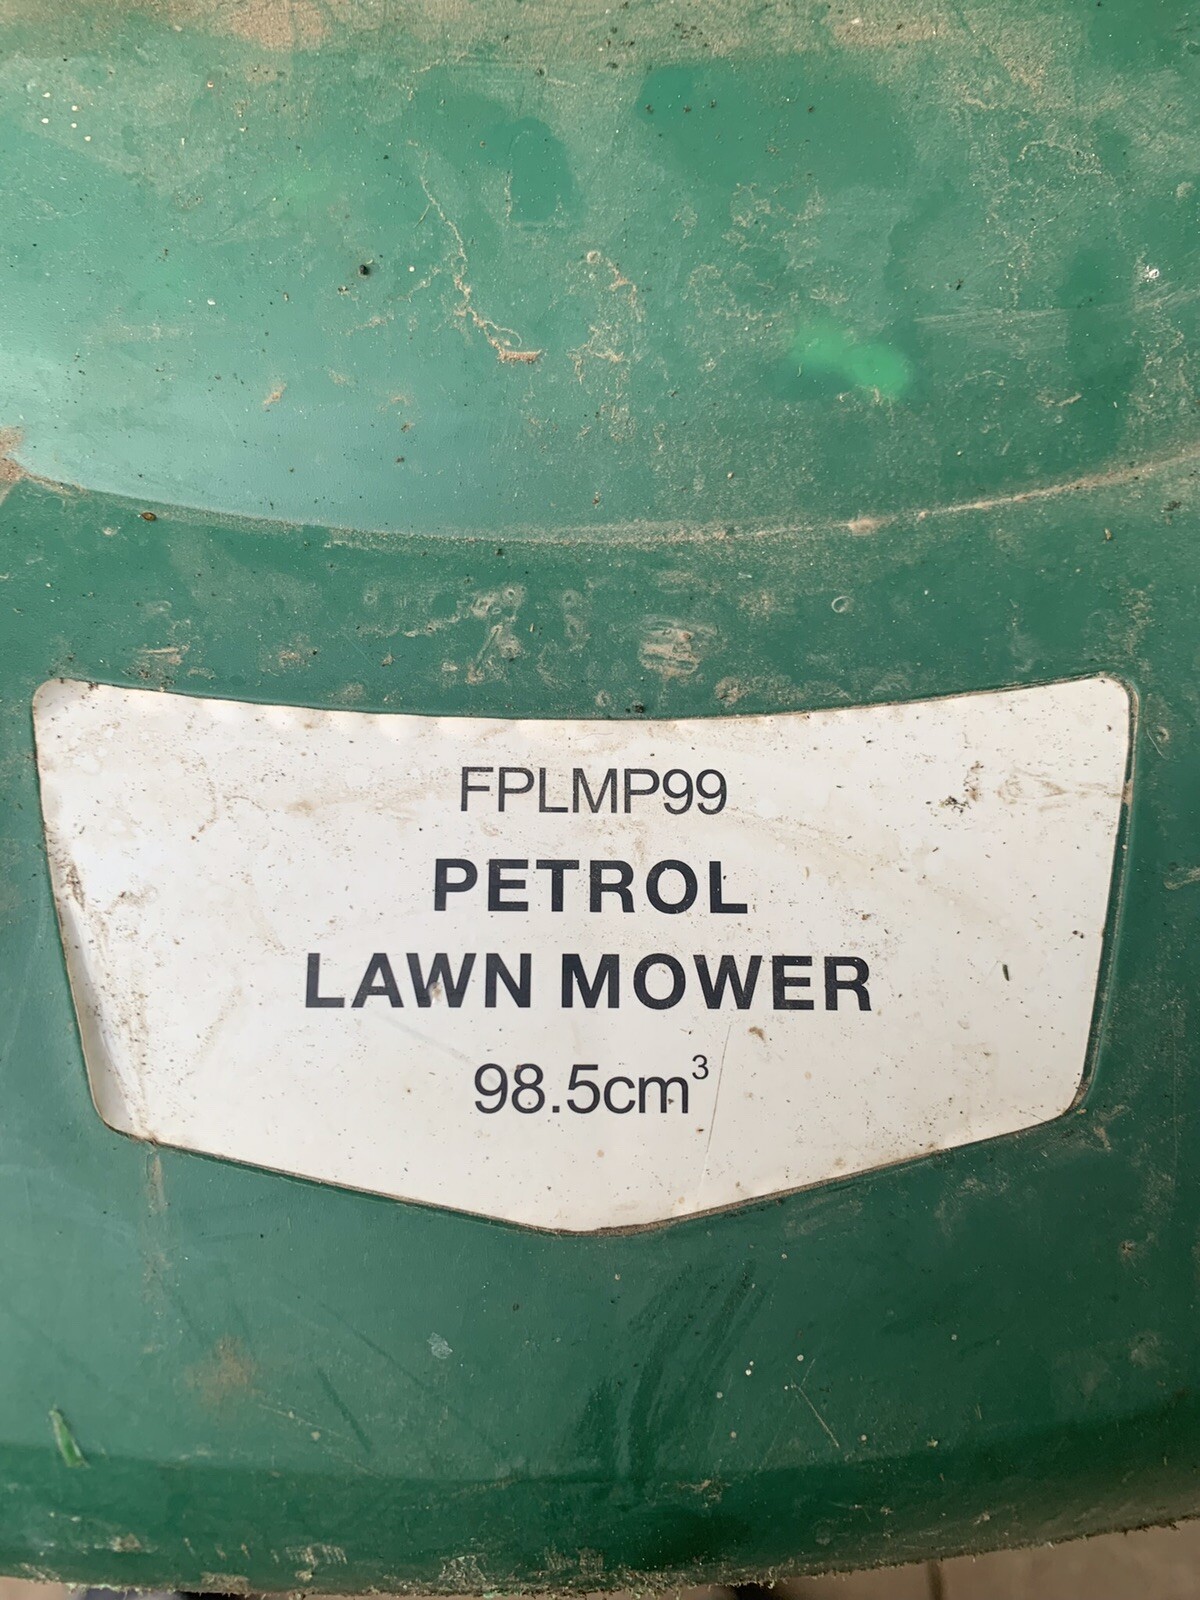 FPLMP99
PETROL
LAWN MOWER
98.5cm³